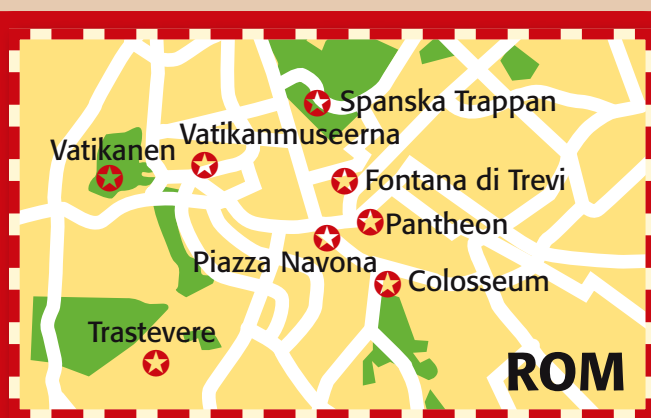 Spanska Trappan
Vatikanmuseerna
Vatikanen
Fontana di Trevi
Pantheon
Piazza Navona
Colosseum
Trastevere
ROM